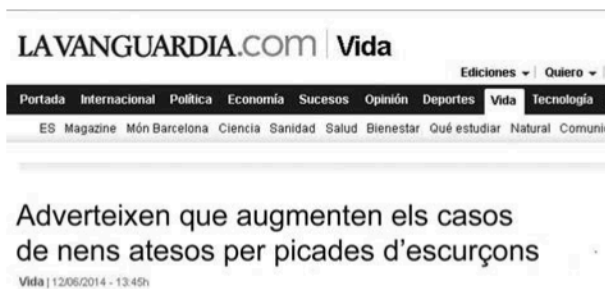 LAVANGUARDIA.COM | Vida
Ediciones Quiero
Portada Internacional Política Economía Sucesos Opinión Deportes Vida Tecnología
ES Magazine Món Barcelona Ciencia Sanidad Salud Bienestar Qué estudiar Natural Comuni
Adverteixen que augmenten els casos
de nens atesos per picades d'escurçons
Vida | 12/06/2014 - 13:45h